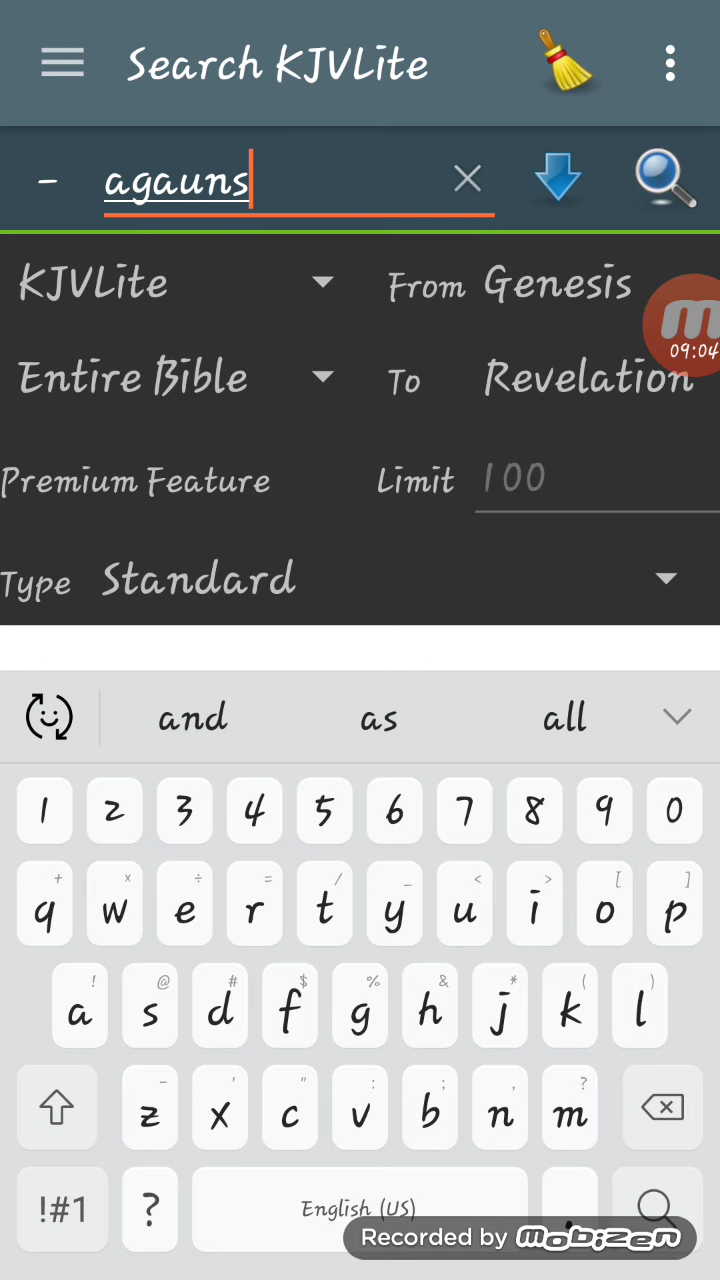 Search KJVLite
- agauns
KJVLite From Genesis
m
09:04
Entire Bible To Revelation
Premium Feature Limit 100
Type Standard
and as all
1 2 3 4 5 6 7 8 9 0
+ × ÷ = / _ < > [ ]
q w e r t y u i o p
! @ # $ % & * ( )
a s d f g h j k l
- ' " : ; , ?
z x c v b n m
!#1 ? English (US) .
Recorded by mobizen